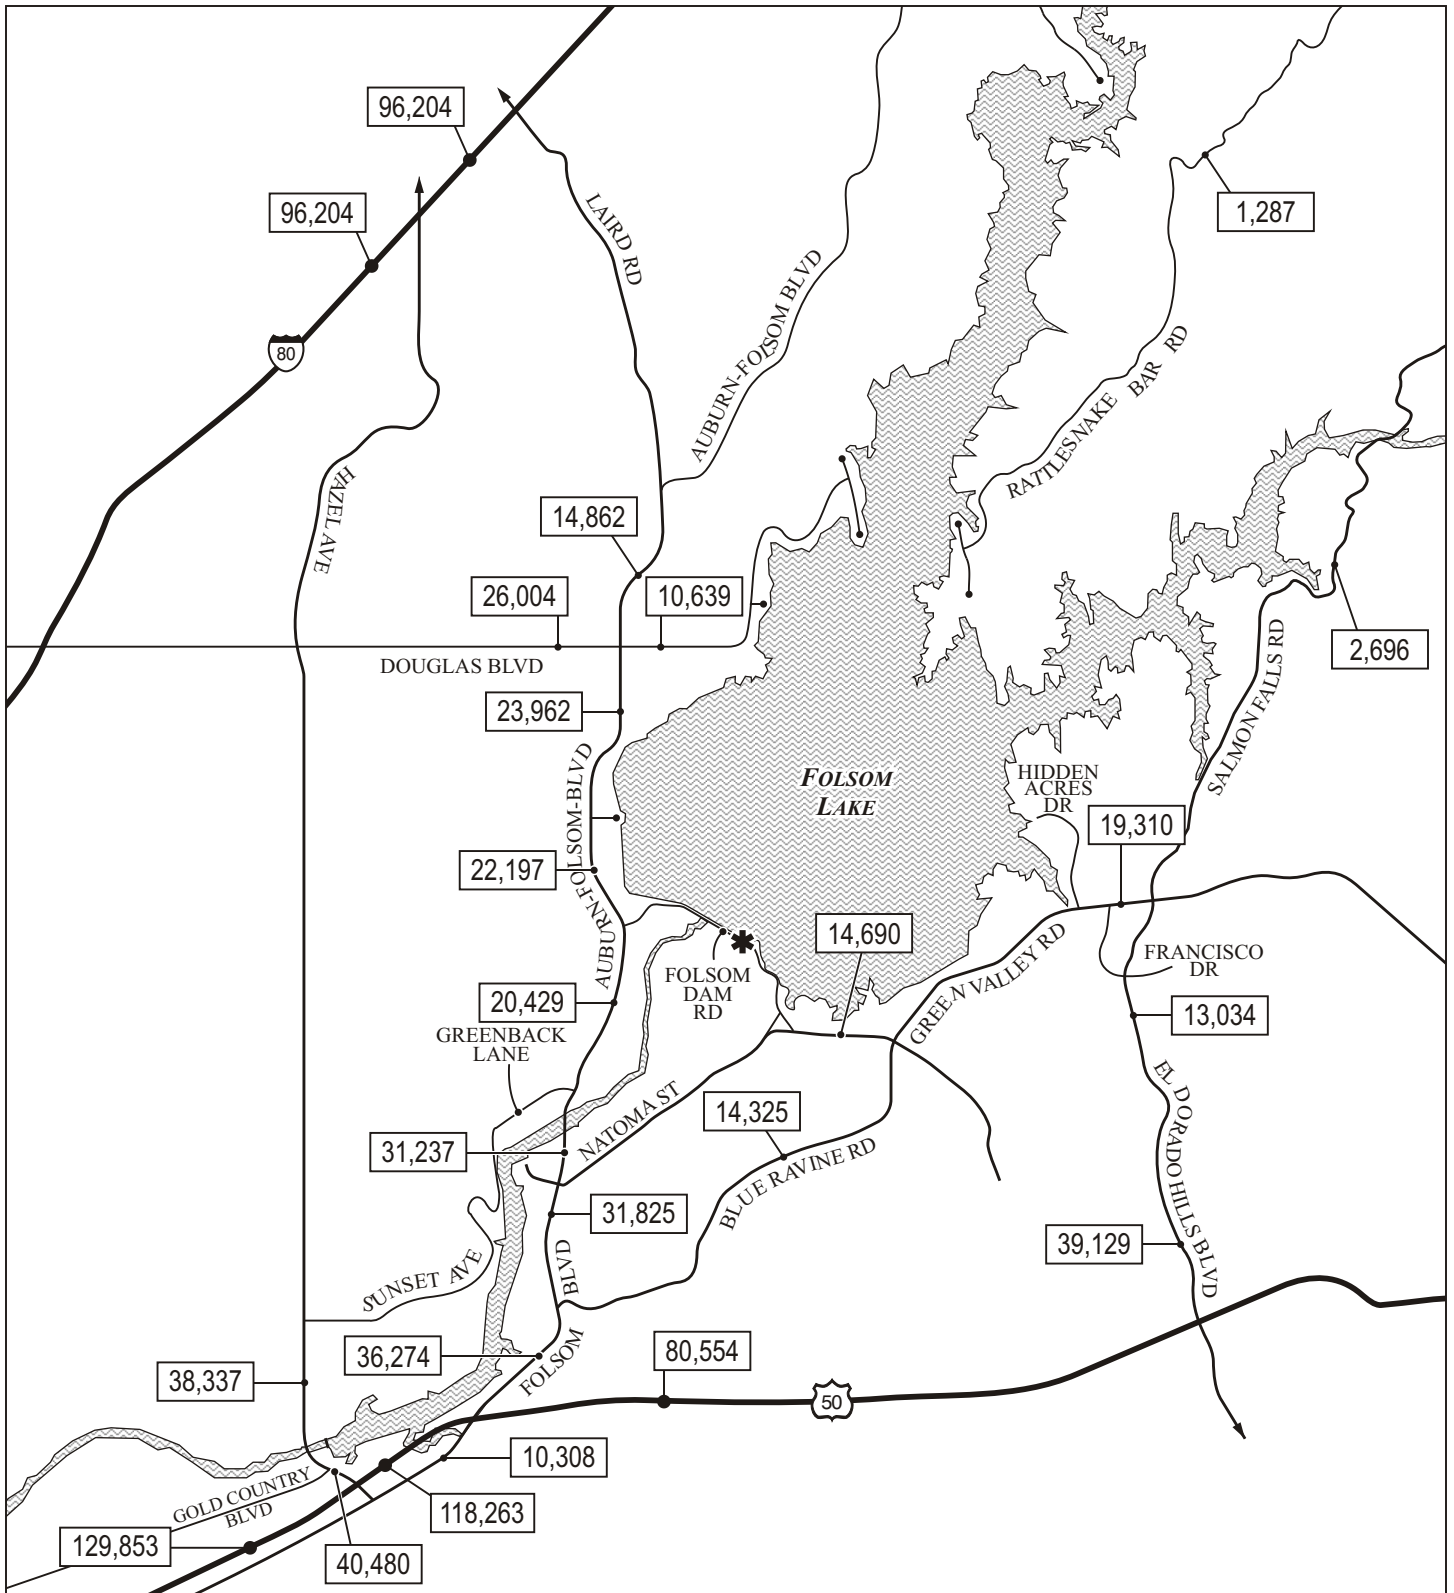 96,204
96,204
80
LAIRD RD
AUBURN-FOLSOM BLVD
1,287
RATTLESNAKE BAR RD
HAZEL AVE
14,862
26,004
10,639
DOUGLAS BLVD
2,696
23,962
SALMON FALLS RD
FOLSOM
LAKE
HIDDEN
ACRES
DR
19,310
AUBURN-FOLSOM-BLVD
22,197
14,690
GREEN VALLEY RD
FRANCISCO
DR
FOLSOM
DAM
RD
20,429
13,034
GREENBACK
LANE
EL DORADO HILLS BLVD
NATOMA ST
14,325
31,237
BLUE RAVINE RD
31,825
39,129
SUNSET AVE
FOLSOM BLVD
36,274
80,554
38,337
50
10,308
GOLD COUNTRY
BLVD
118,263
129,853
40,480